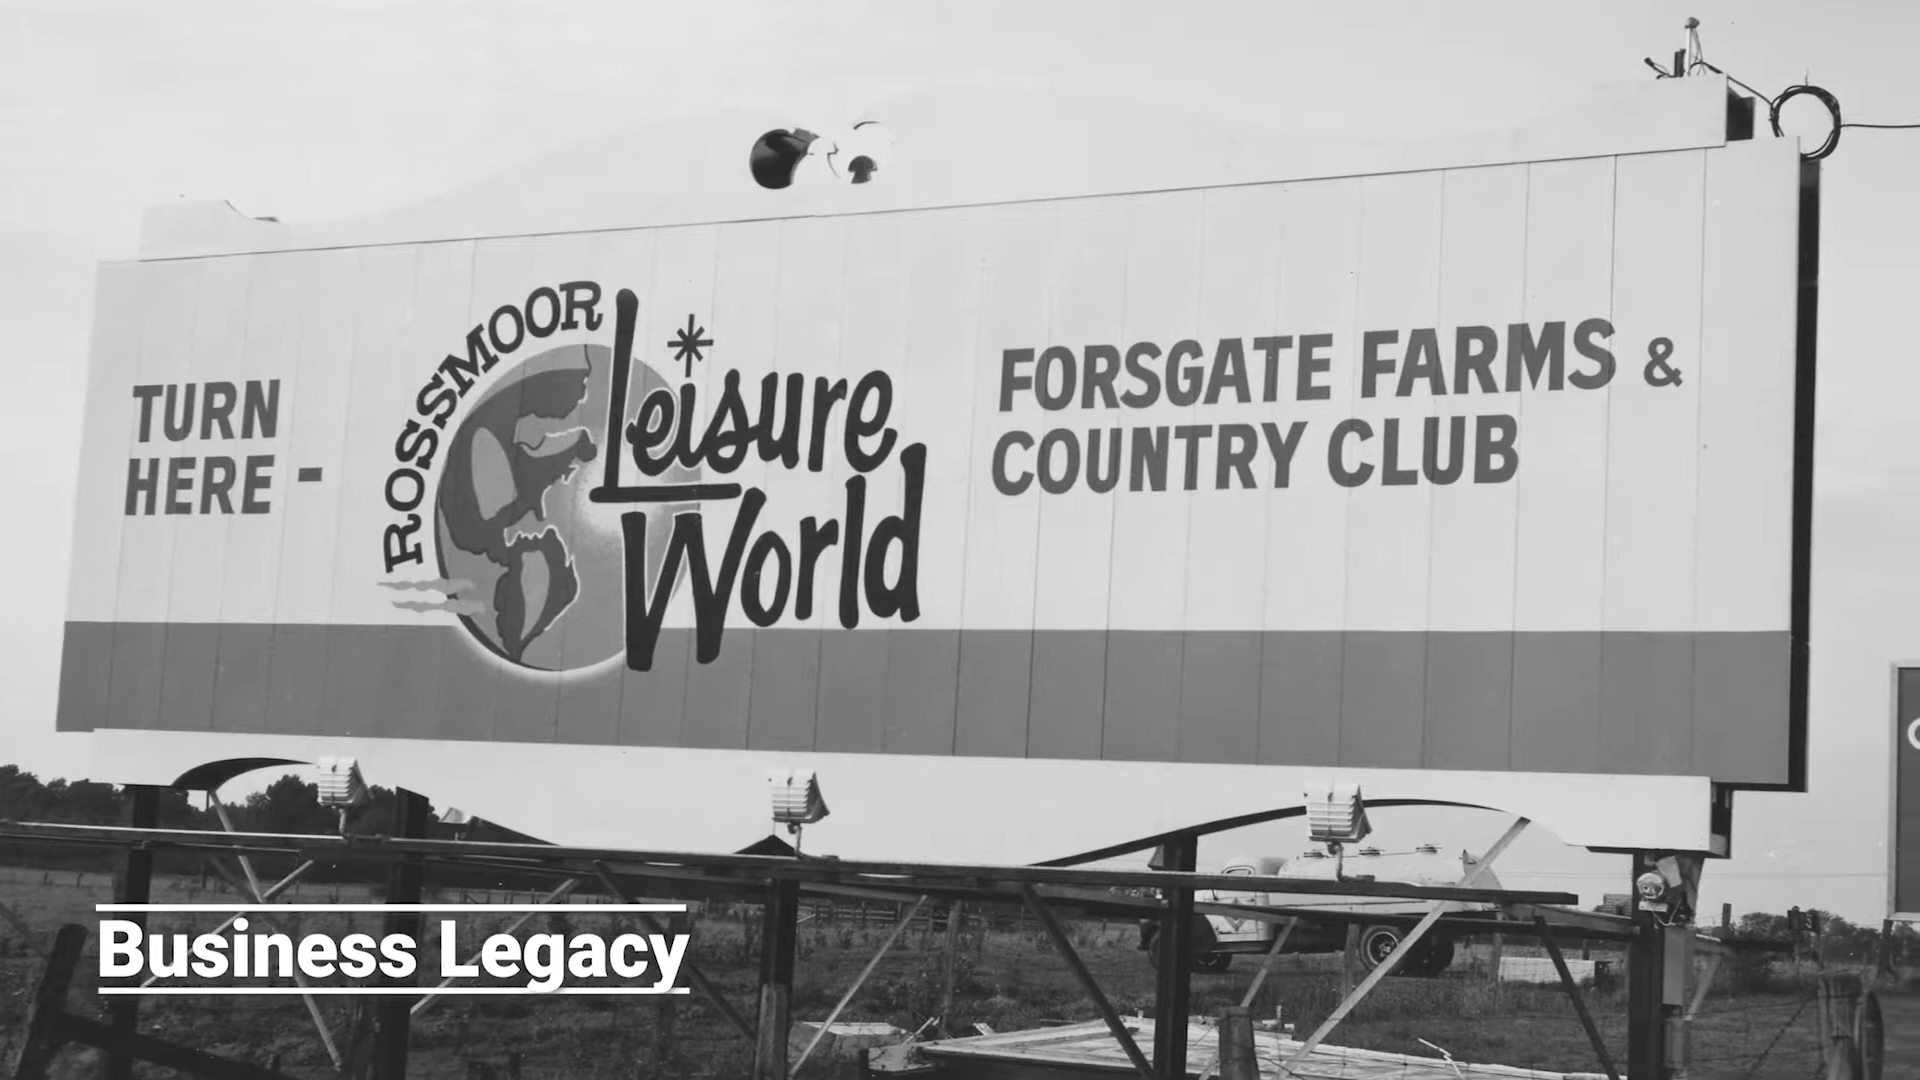 TURN
HERE -
ROSSMOOR
Leisure
World
FORSGATE FARMS &
COUNTRY CLUB
Business Legacy